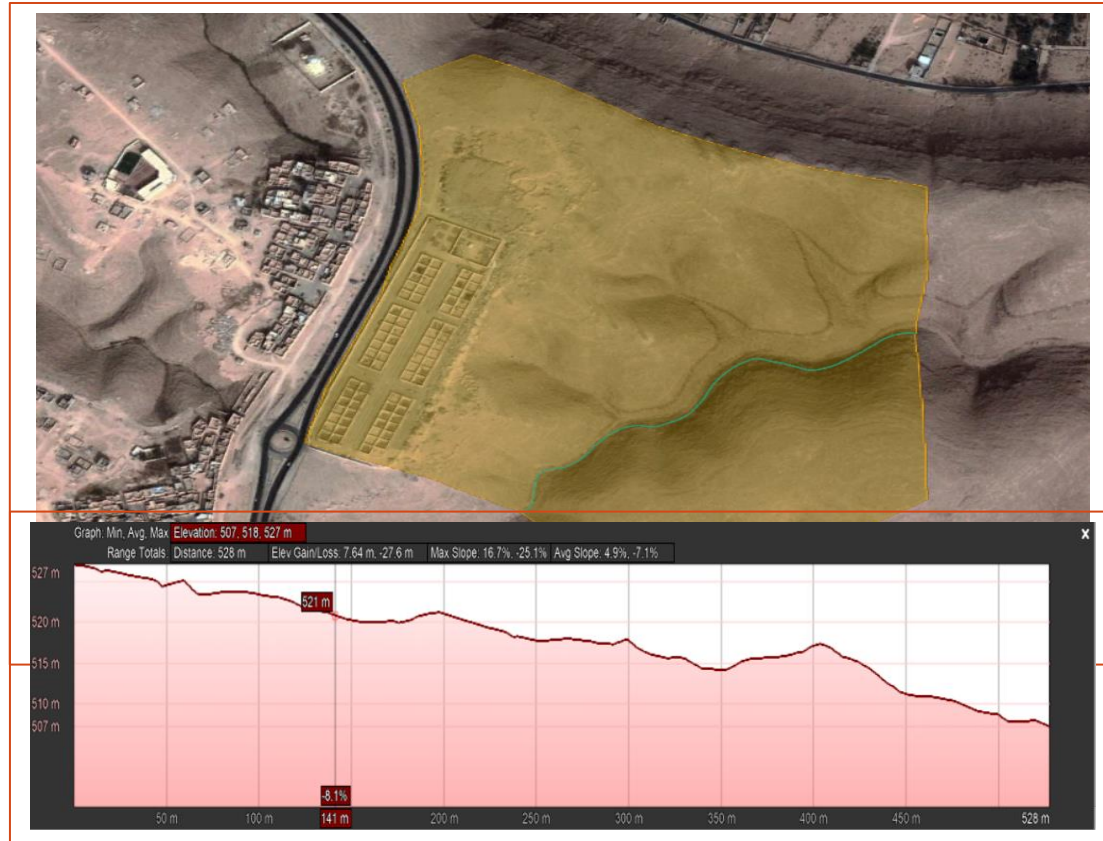 Graph: Min, Avg, Max Elevation: 507, 518, 527 m x
Range Totals: Distance: 528 m Elev Gain/Loss: 7.64 m, -27.6 m Max Slope: 16.7%, -25.1% Avg Slope: 4.9%, -7.1%
527 m
521 m
520 m
515 m
510 m
507 m
-8.1%
50 m 100 m 141 m 200 m 250 m 300 m 350 m 400 m 450 m 528 m